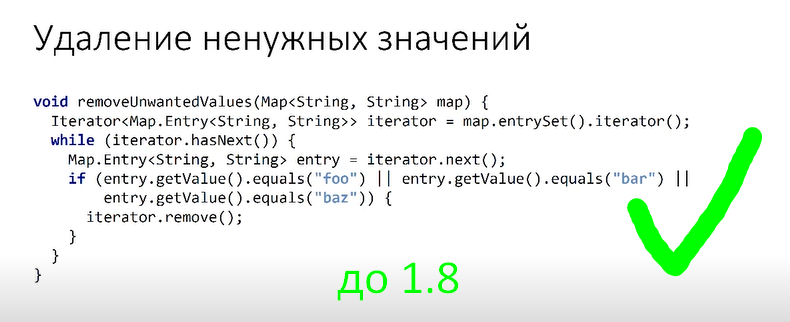 Удаление ненужных значений
void removeUnwantedValues(Map<String, String> map) {
  Iterator<Map.Entry<String, String>> iterator = map.entrySet().iterator();
  while (iterator.hasNext()) {
    Map.Entry<String, String> entry = iterator.next();
    if (entry.getValue().equals("foo") || entry.getValue().equals("bar") ||
        entry.getValue().equals("baz")) {
      iterator.remove();
    }
  }
}
до 1.8